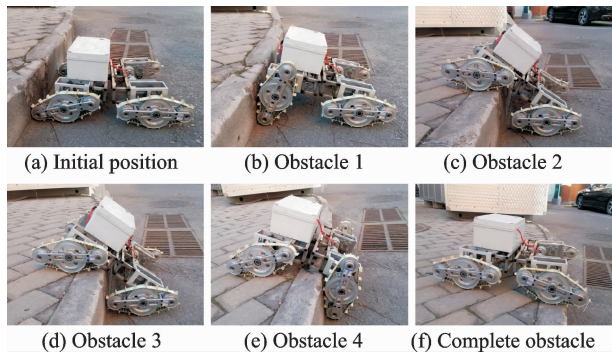 (a) Initial position
(b) Obstacle 1
(c) Obstacle 2
(d) Obstacle 3
(e) Obstacle 4
(f) Complete obstacle